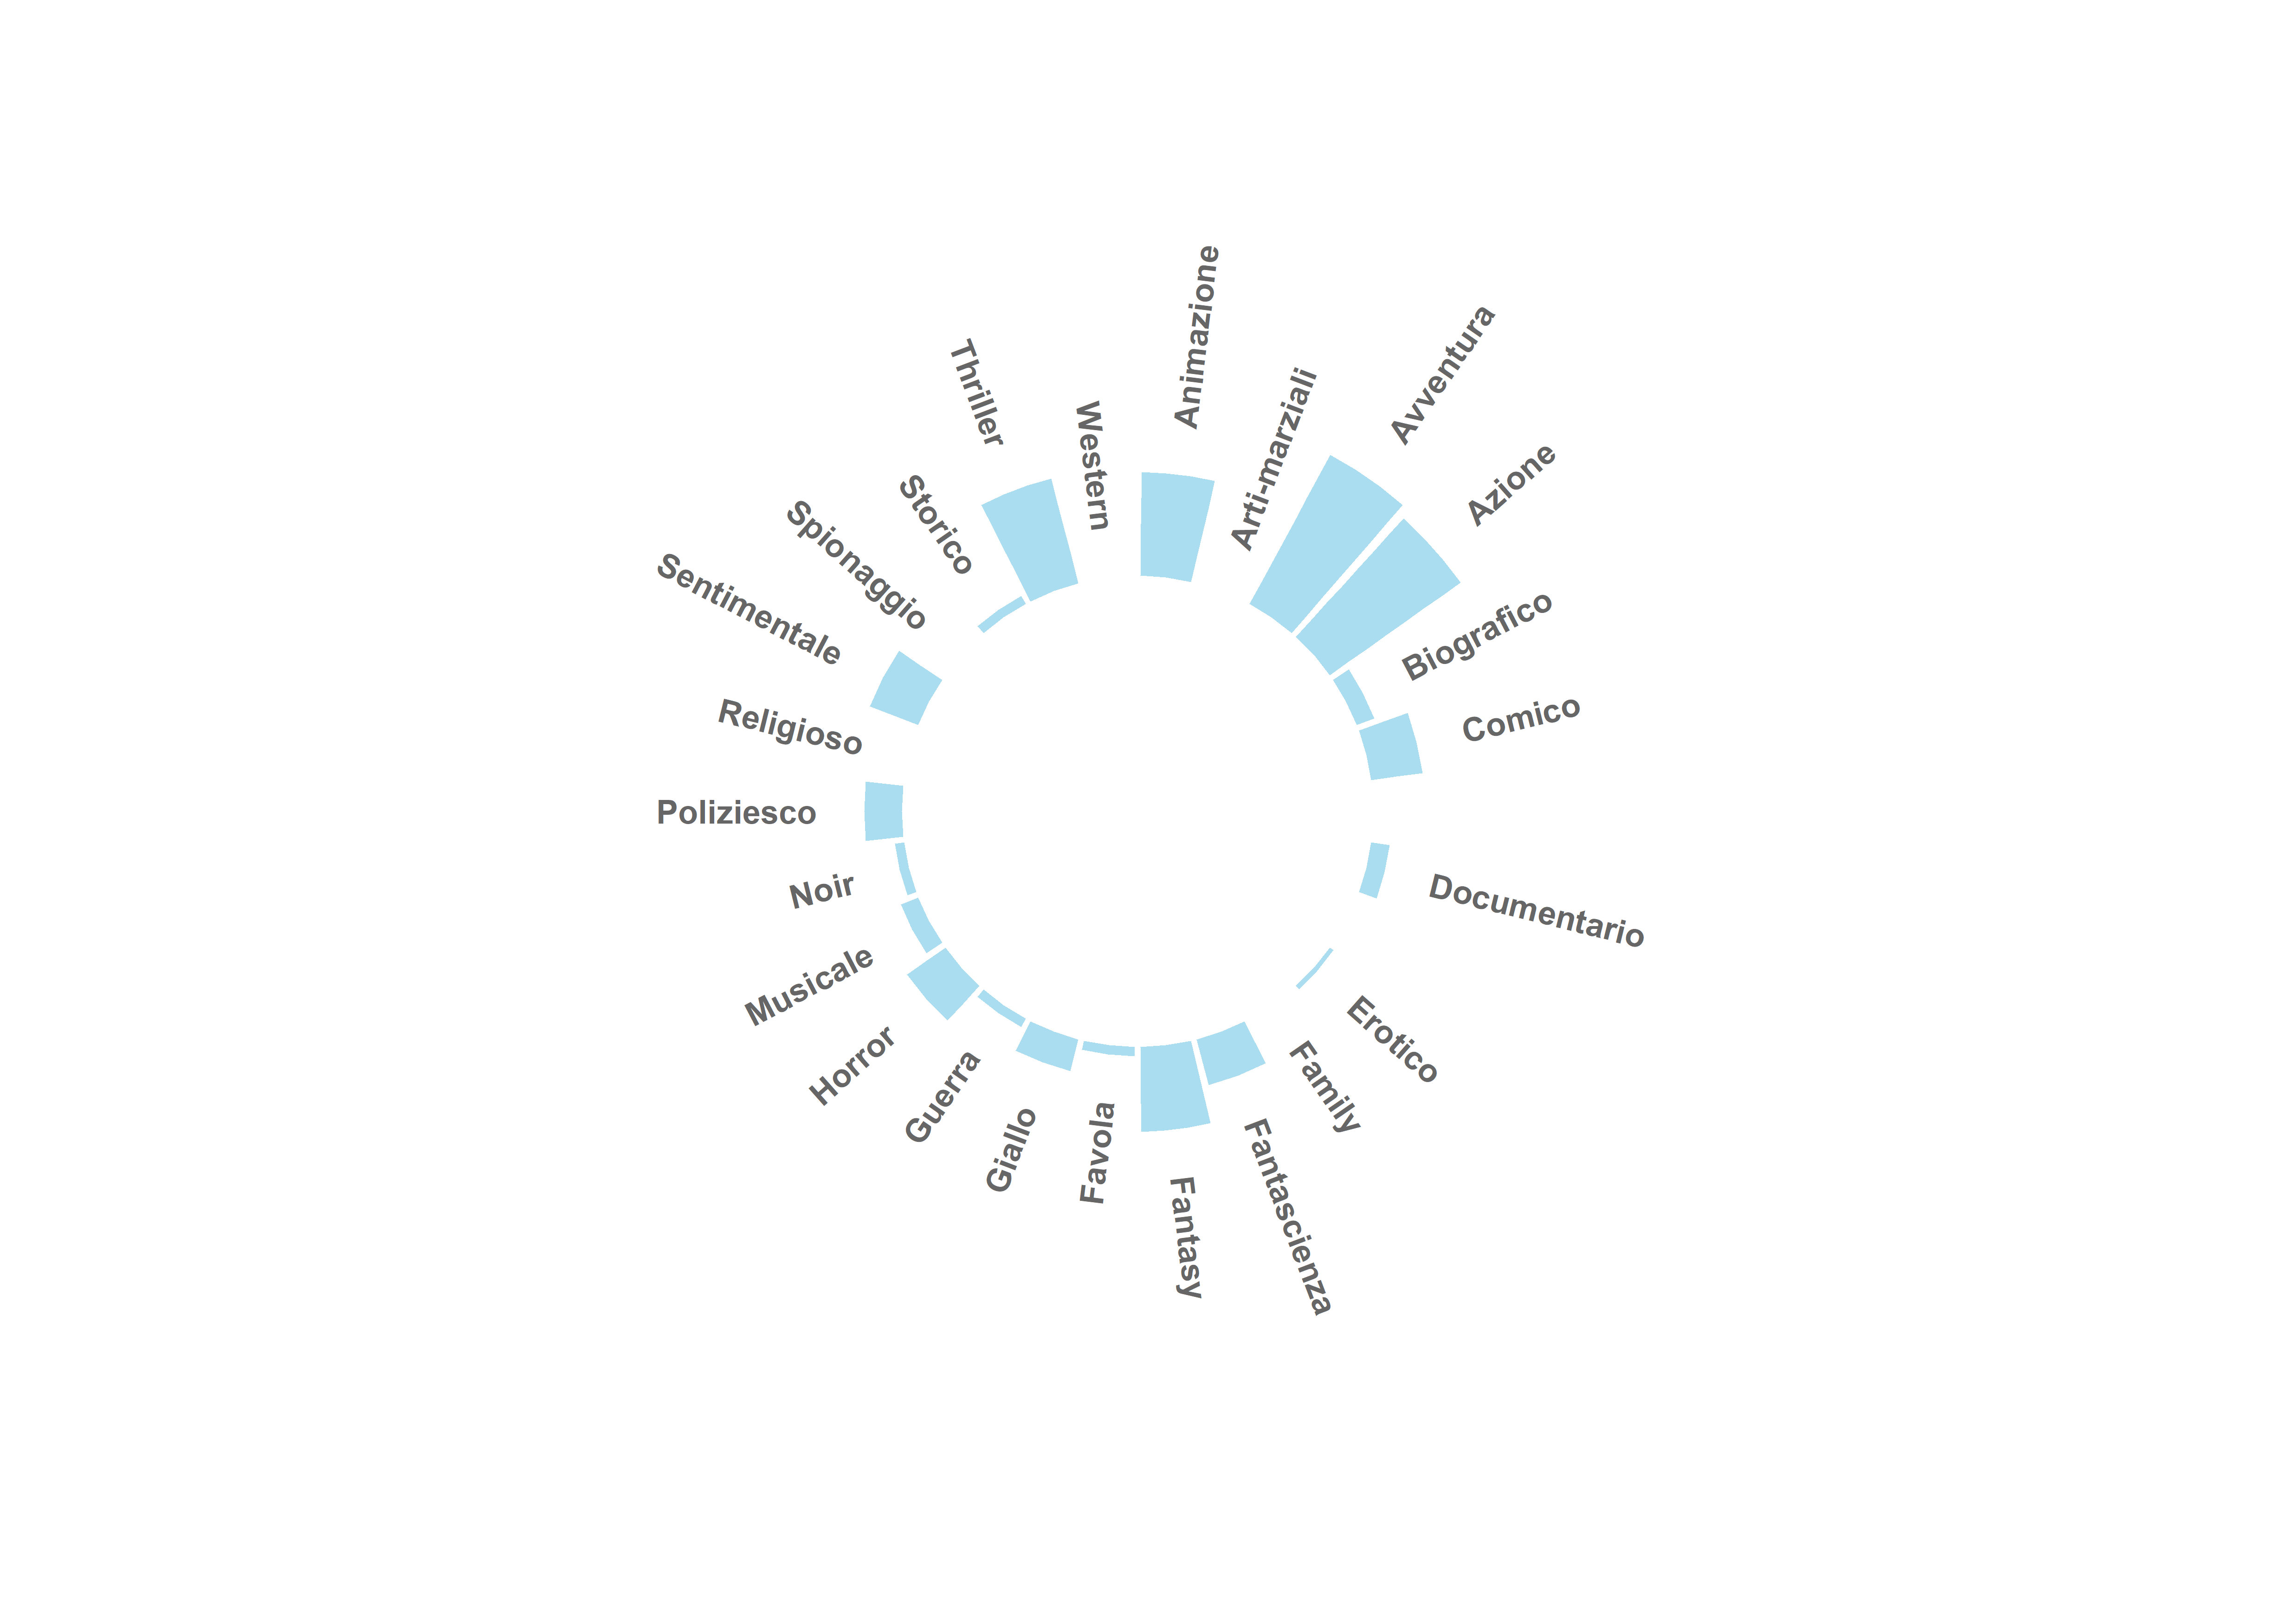 Animazione
Arti-marziali
Avventura
Azione
Biografico
Comico
Documentario
Erotico
Family
Fantascienza
Fantasy
Favola
Giallo
Guerra
Horror
Musicale
Noir
Poliziesco
Religioso
Sentimentale
Spionaggio
Storico
Thriller
Western